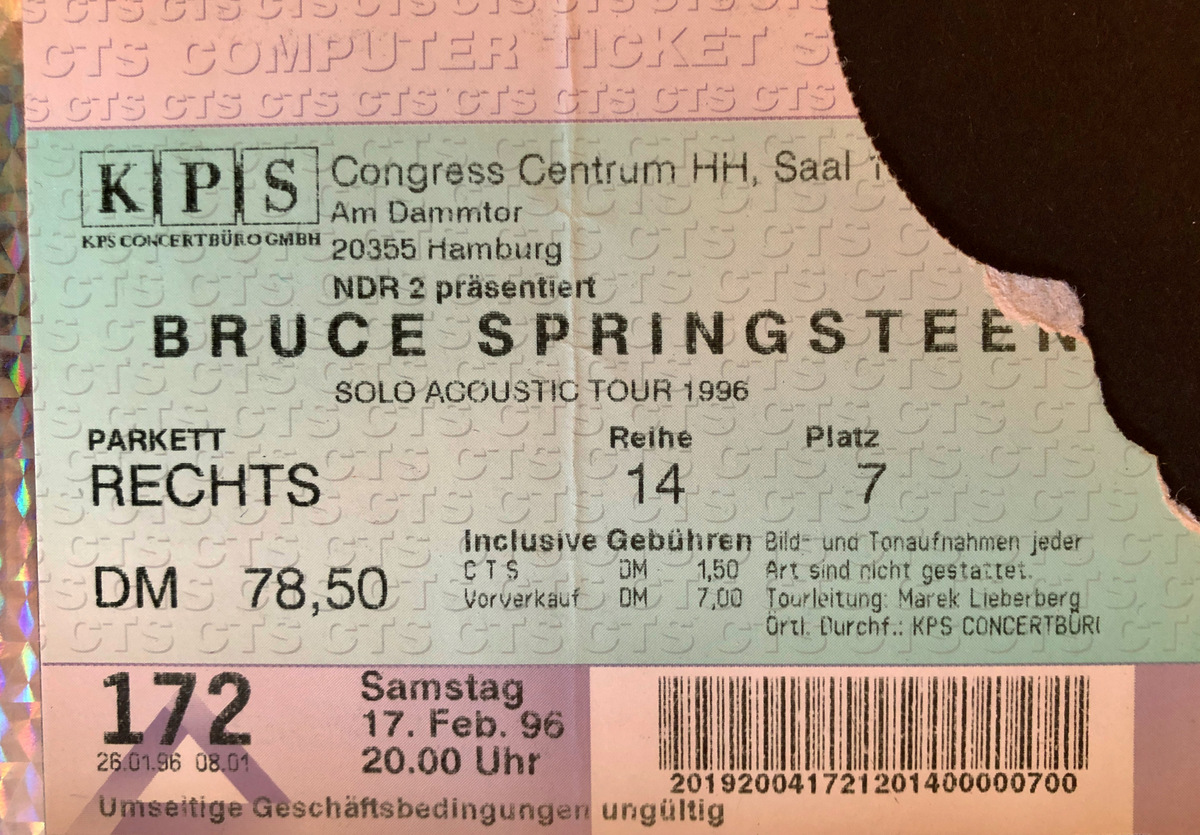 CTS COMPUTER TICKET S
KPS
KPS CONCERTBÜRO GMBH
Congress Centrum HH, Saal 1
Am Dammtor
20355 Hamburg
NDR 2 präsentiert
BRUCE SPRINGSTEEN
SOLO ACOUSTIC TOUR 1996
PARKETT Reihe Platz
RECHTS 14 7
Inclusive Gebühren
CTS DM 1,50
Vorverkauf DM 7,00
DM 78,50
Bild- und Tonaufnahmen jeder
Art sind nicht gestattet.
Tourleitung: Marek Lieberberg
Örtl. Durchf.: KPS CONCERTBÜR
172
26.01.96 08.01
Samstag
17. Feb. 96
20.00 Uhr
20192004172120140000​0700
Umseitige Geschäftsbedingungen ungültig